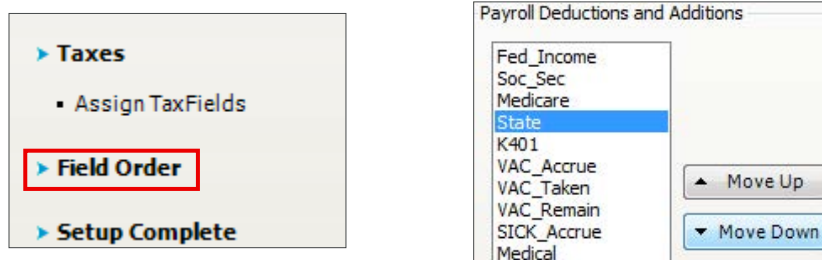 Taxes
Assign TaxFields
Field Order
Setup Complete
Payroll Deductions and Additions
Fed_Income
Soc_Sec
Medicare
State
K401
VAC_Accrue
VAC_Taken
VAC_Remain
SICK_Accrue
Medical
Move Up
Move Down